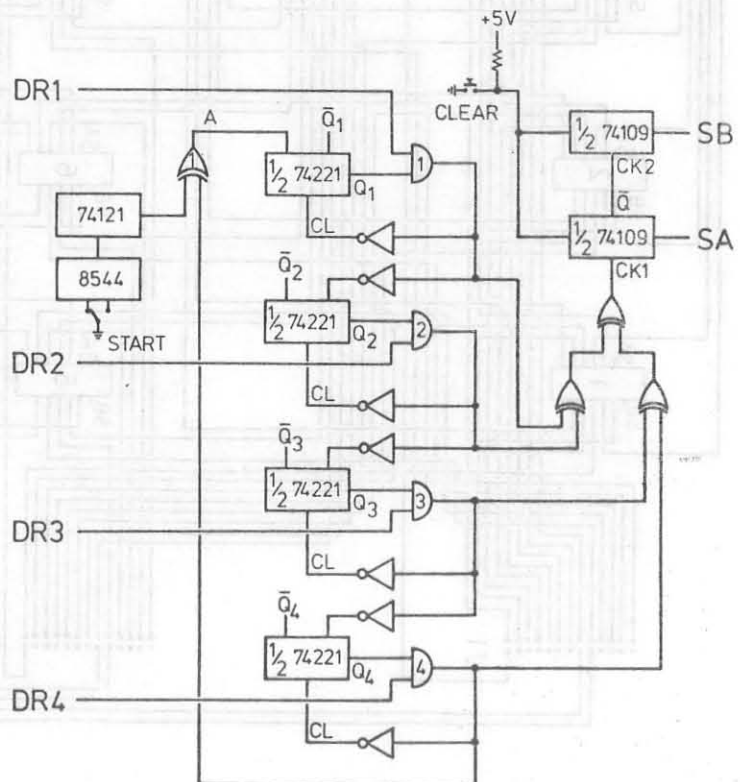 +5V
DR1
CLEAR
A
Q̄1
1/2 74109
SB
CK2
1
1/2 74221
Q1
1
Q̄
74121
1/2 74109
SA
CL
CK1
8544
Q̄2
START
1/2 74221
Q2
2
DR2
CL
Q̄3
1/2 74221
Q3
3
DR3
CL
Q̄4
1/2 74221
Q4
4
DR4
CL